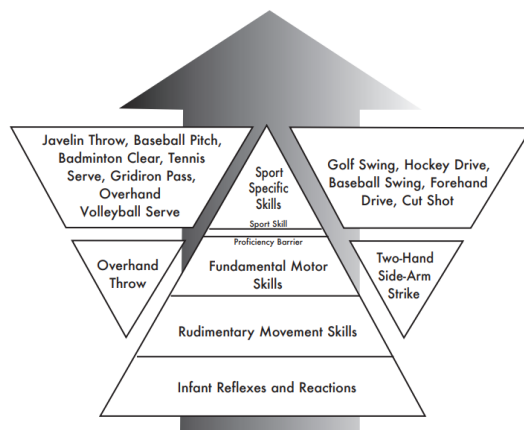 Javelin Throw, Baseball Pitch,
Badminton Clear, Tennis
Serve, Gridiron Pass,
Overhand
Volleyball Serve
Golf Swing, Hockey Drive,
Baseball Swing, Forehand
Drive, Cut Shot
Sport
Specific
Skills
Sport Skill
Proficiency Barrier
Overhand
Throw
Fundamental Motor
Skills
Two-Hand
Side-Arm
Strike
Rudimentary Movement Skills
Infant Reflexes and Reactions